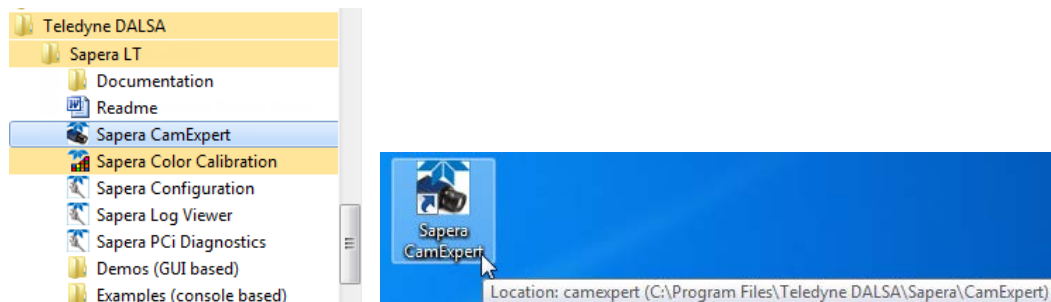 Teledyne DALSA
Sapera LT
Documentation
Readme
Sapera CamExpert
Sapera Color Calibration
Sapera Configuration
Sapera Log Viewer
Sapera PCi Diagnostics
Demos (GUI based)
Examples (console based)
Sapera
CamExpert
Location: camexpert (C:\Program Files\Teledyne DALSA\Sapera\CamExpert)